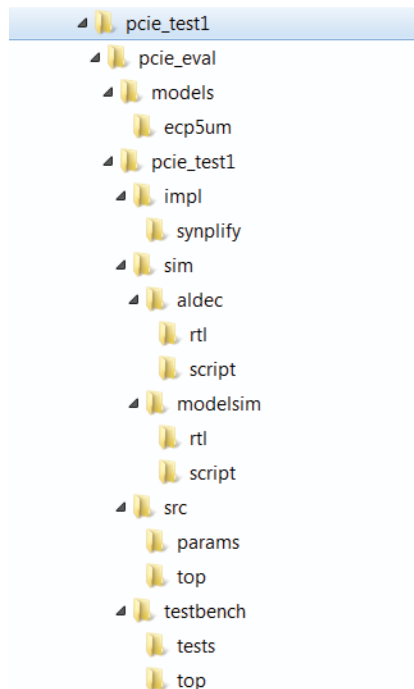 pcie_test1
pcie_eval
models
ecp5um
pcie_test1
impl
synplify
sim
aldec
rtl
script
modelsim
rtl
script
src
params
top
testbench
tests
top